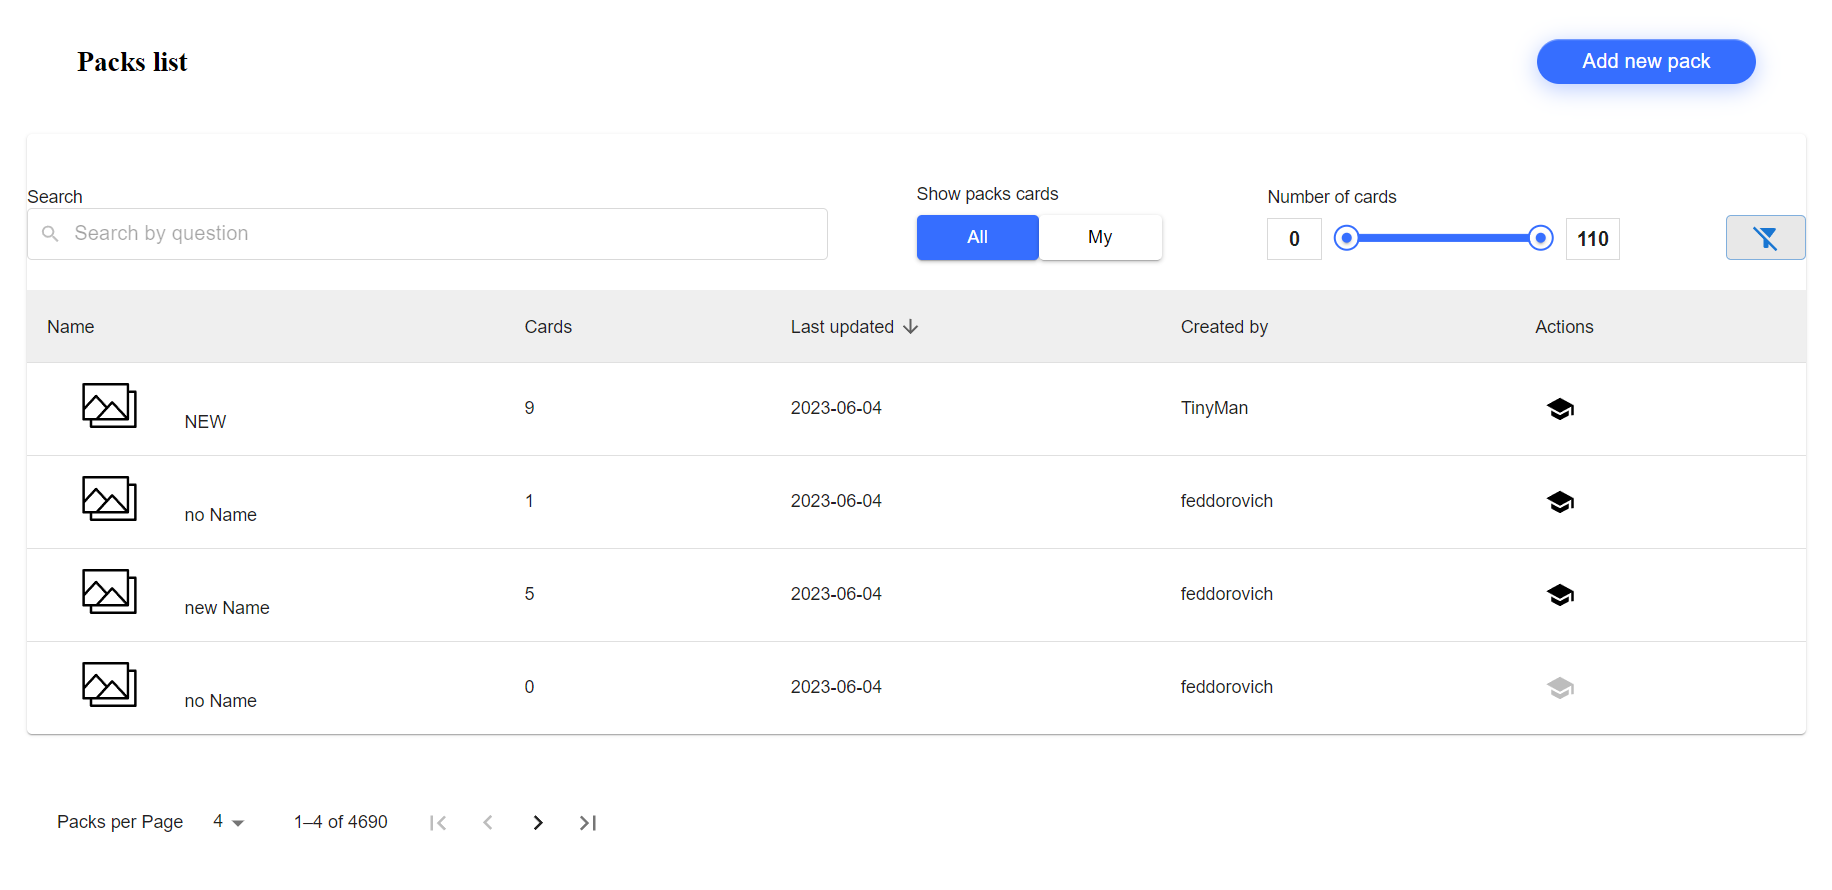 Packs list
Add new pack
Search
Search by question
Show packs cards
All My
Number of cards
0 110
Name Cards Last updated Created by Actions
NEW 9 2023-06-04 TinyMan
no Name 1 2023-06-04 feddorovich
new Name 5 2023-06-04 feddorovich
no Name 0 2023-06-04 feddorovich
Packs per Page 4 1–4 of 4690